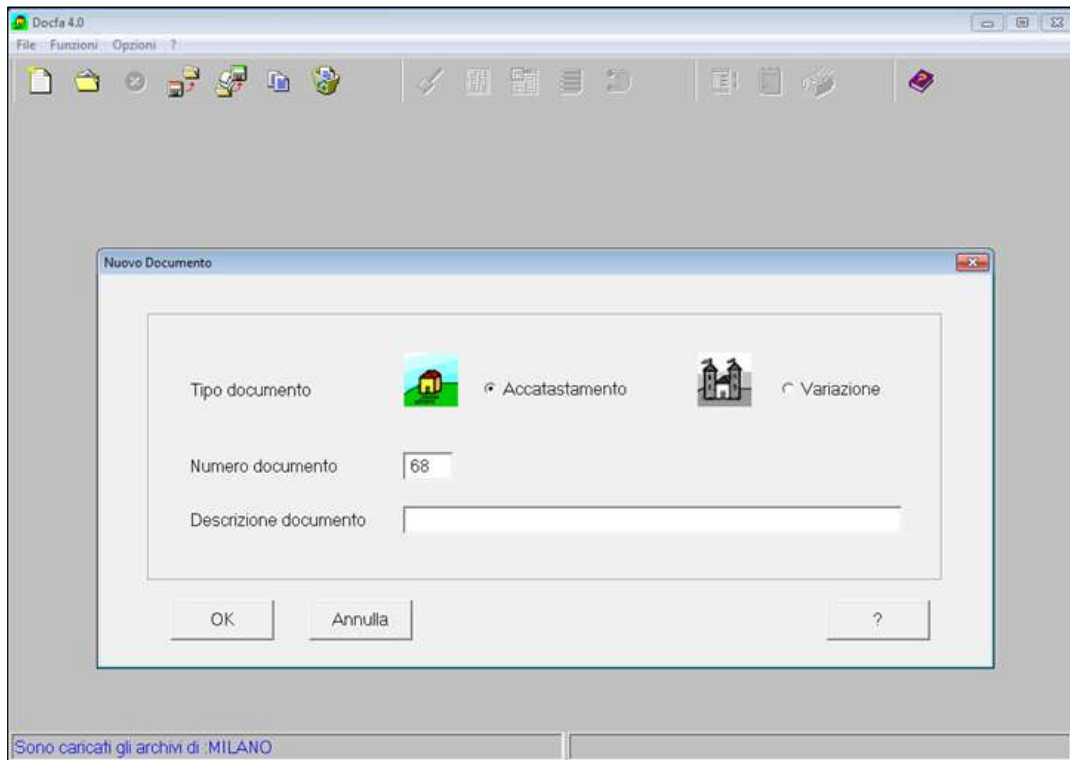 Docfa 4.0
File Funzioni Opzioni ?
Nuovo Documento
Tipo documento Accatastamento Variazione
Numero documento 68
Descrizione documento
OK Annulla ?
Sono caricati gli archivi di :MILANO